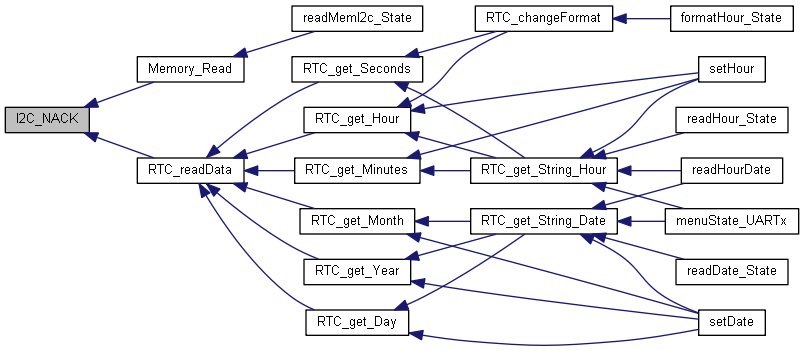 readMemI2c_State
RTC_changeFormat
formatHour_State
Memory_Read
RTC_get_Seconds
setHour
I2C_NACK
RTC_get_Hour
readHour_State
RTC_readData
RTC_get_Minutes
RTC_get_String_Hour
readHourDate
RTC_get_Month
RTC_get_String_Date
menuState_UARTx
RTC_get_Year
readDate_State
RTC_get_Day
setDate